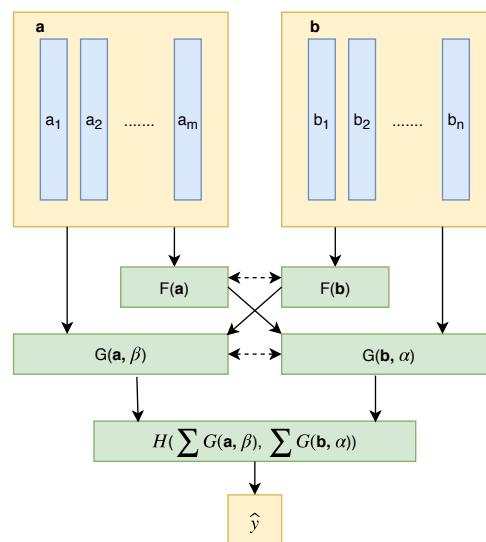 a b
a₁ a₂ ....... aₘ b₁ b₂ ....... bₙ
F(a) F(b)
G(a, β) G(b, α)
H( ∑ G(a, β), ∑ G(b, α))
ŷ